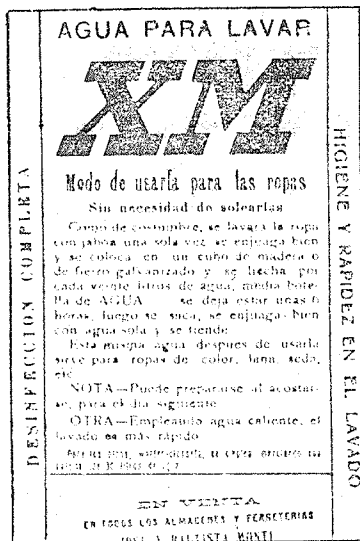 AGUA PARA LAVAR
XM
Modo de usarla para las ropas
Sin necesidad de solearlas
Como de costumbre, se lavará la ropa
con jabón una sola vez se enjuaga bien
y se coloca en un cubo de madera o
de fierro galvanizado y se hecha por
cada veinte litros de agua, media bote-
lla de AGUA se deja estar unas 6
horas, luego se saca, se enjuaga bien
con agua sola y se tiende
Esta misma agua despues de usarla
sirve para ropas de color, lana, seda,
etc
NOTA—Puede prepararse al acostar-
se, para el dia siguiente
OTRA—Empleando agua caliente, el
lavado es más rápido
EN VENTA
EN TODOS LOS ALMACENES Y FERRETERIAS
BAUTISTA MONTI
DESINFECCION COMPLETA
HIGIENE Y RAPIDEZ EN EL LAVADO